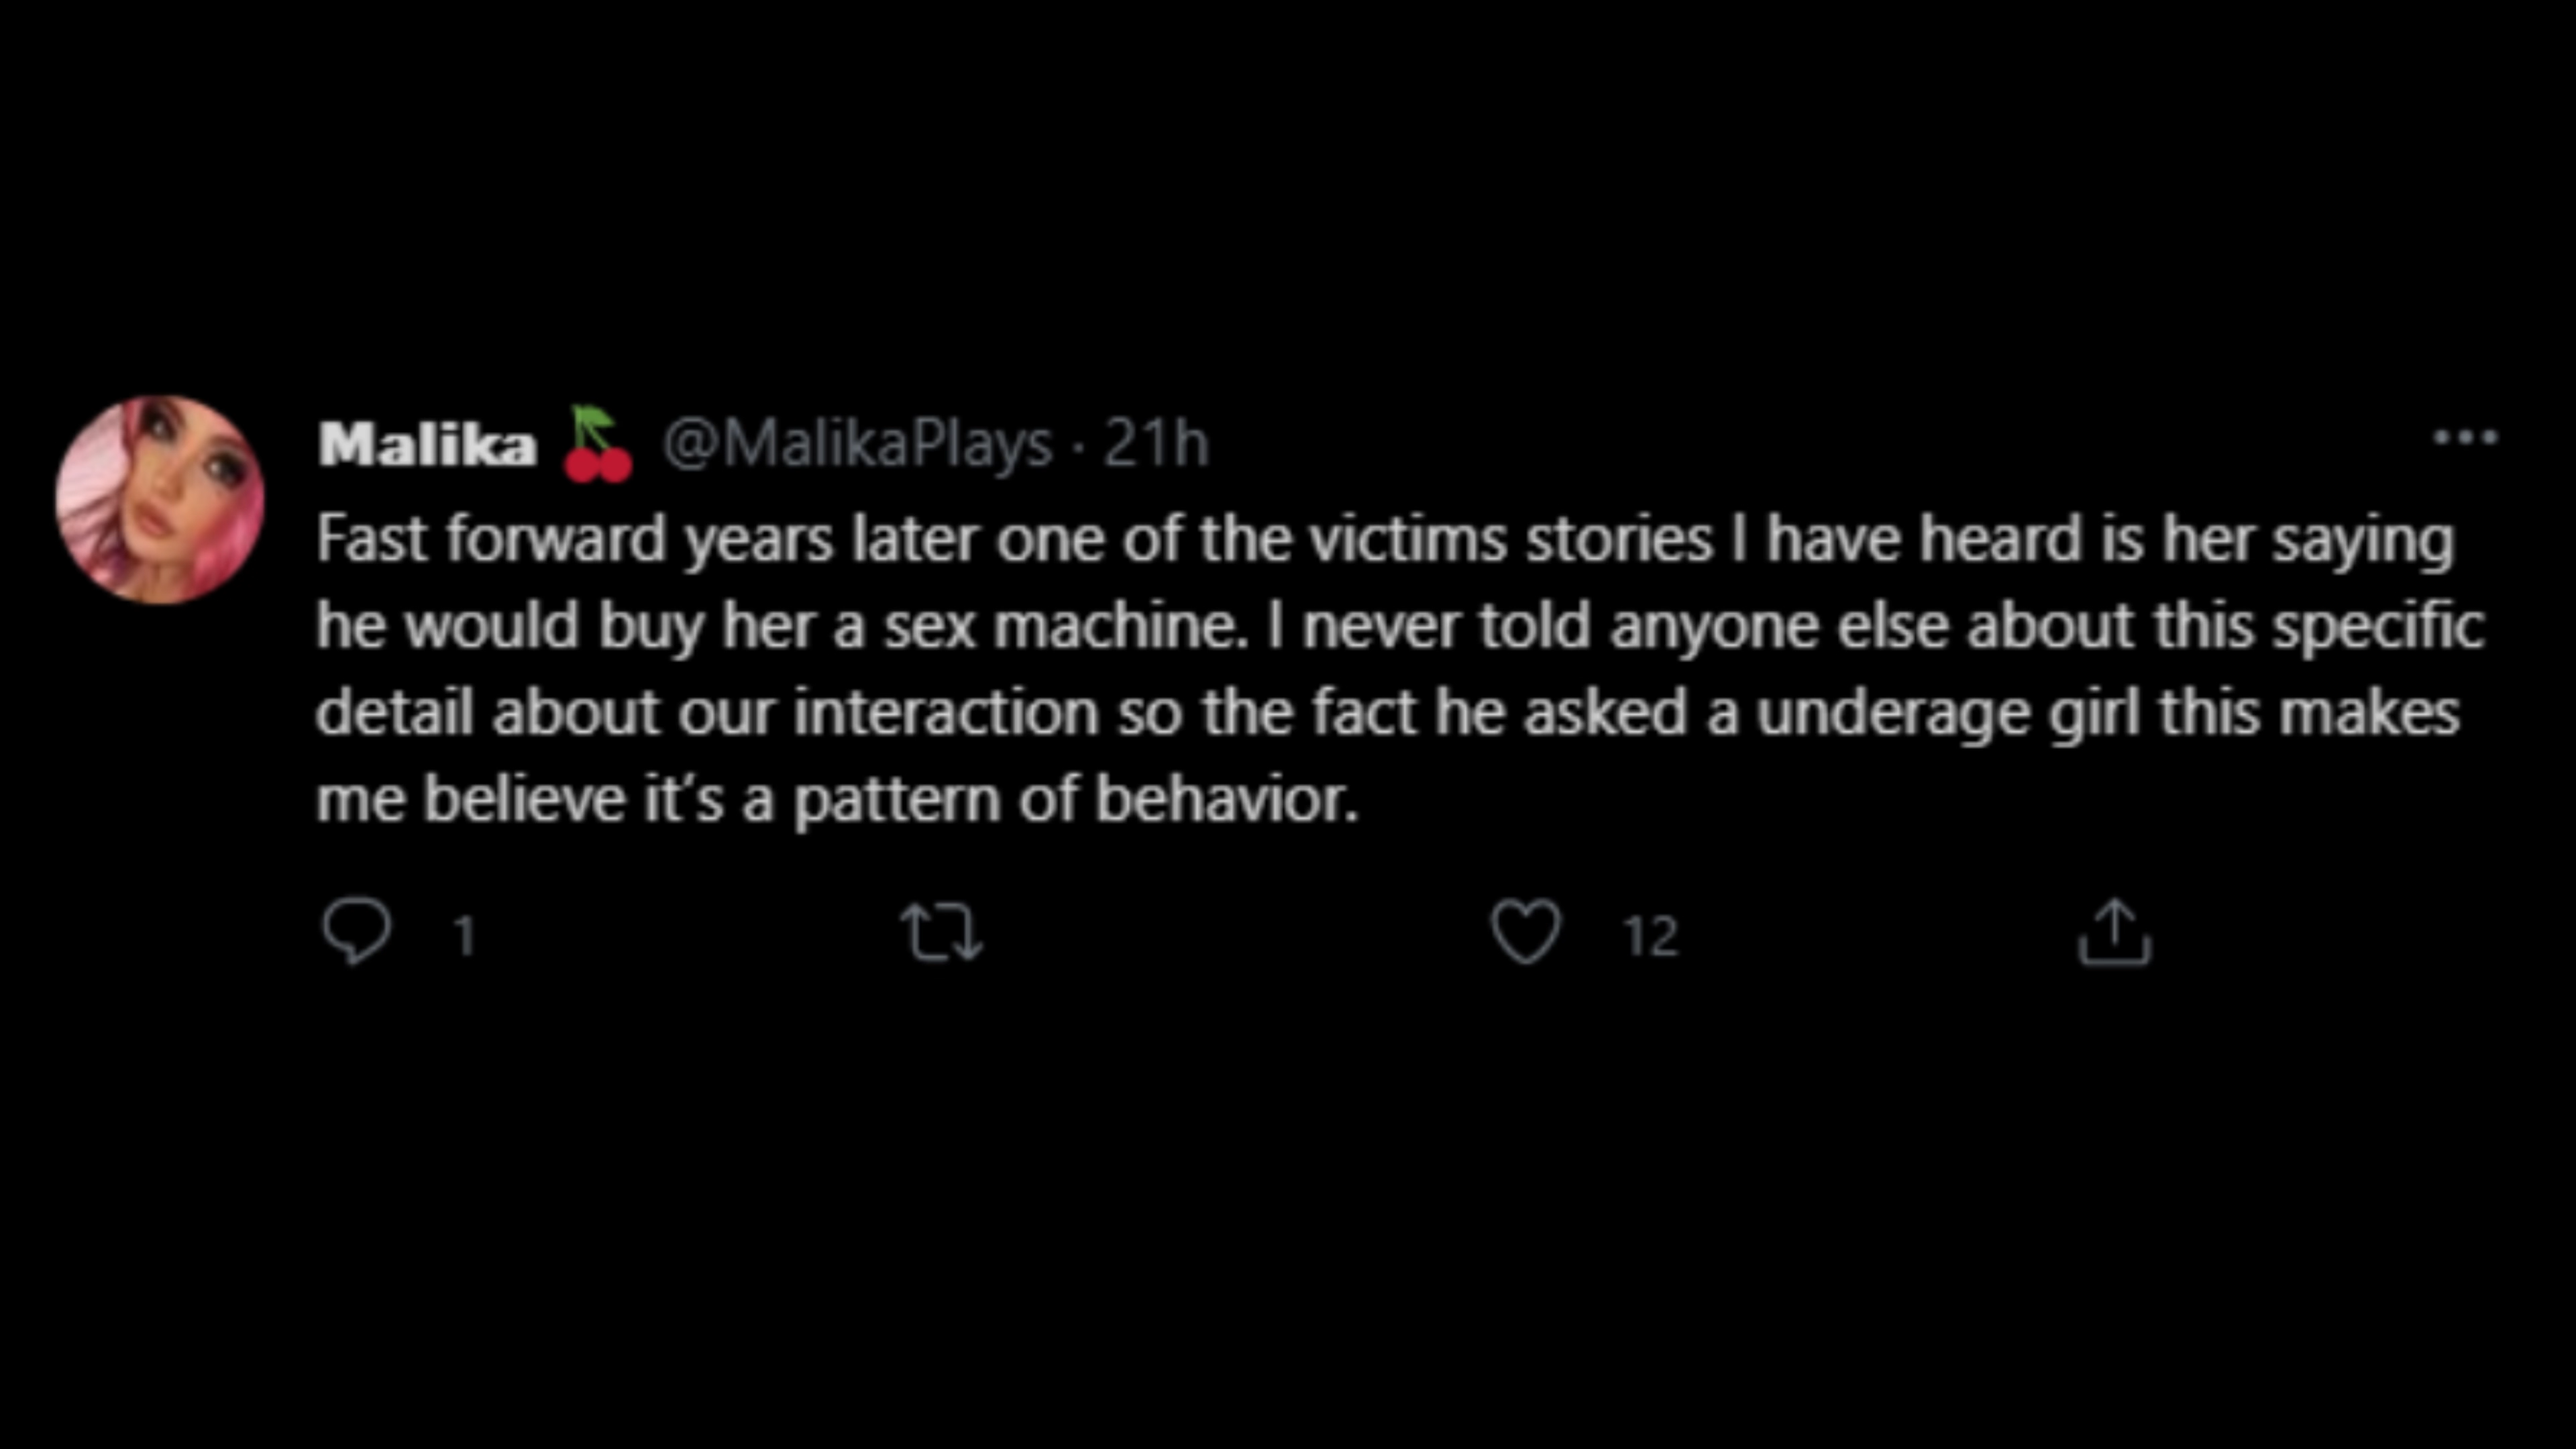 Malika🍒 @MalikaPlays · 21h
Fast forward years later one of the victims stories I have heard is her saying
he would buy her a sex machine. I never told anyone else about this specific
detail about our interaction so the fact he asked a underage girl this makes
me believe it’s a pattern of behavior.
1 12